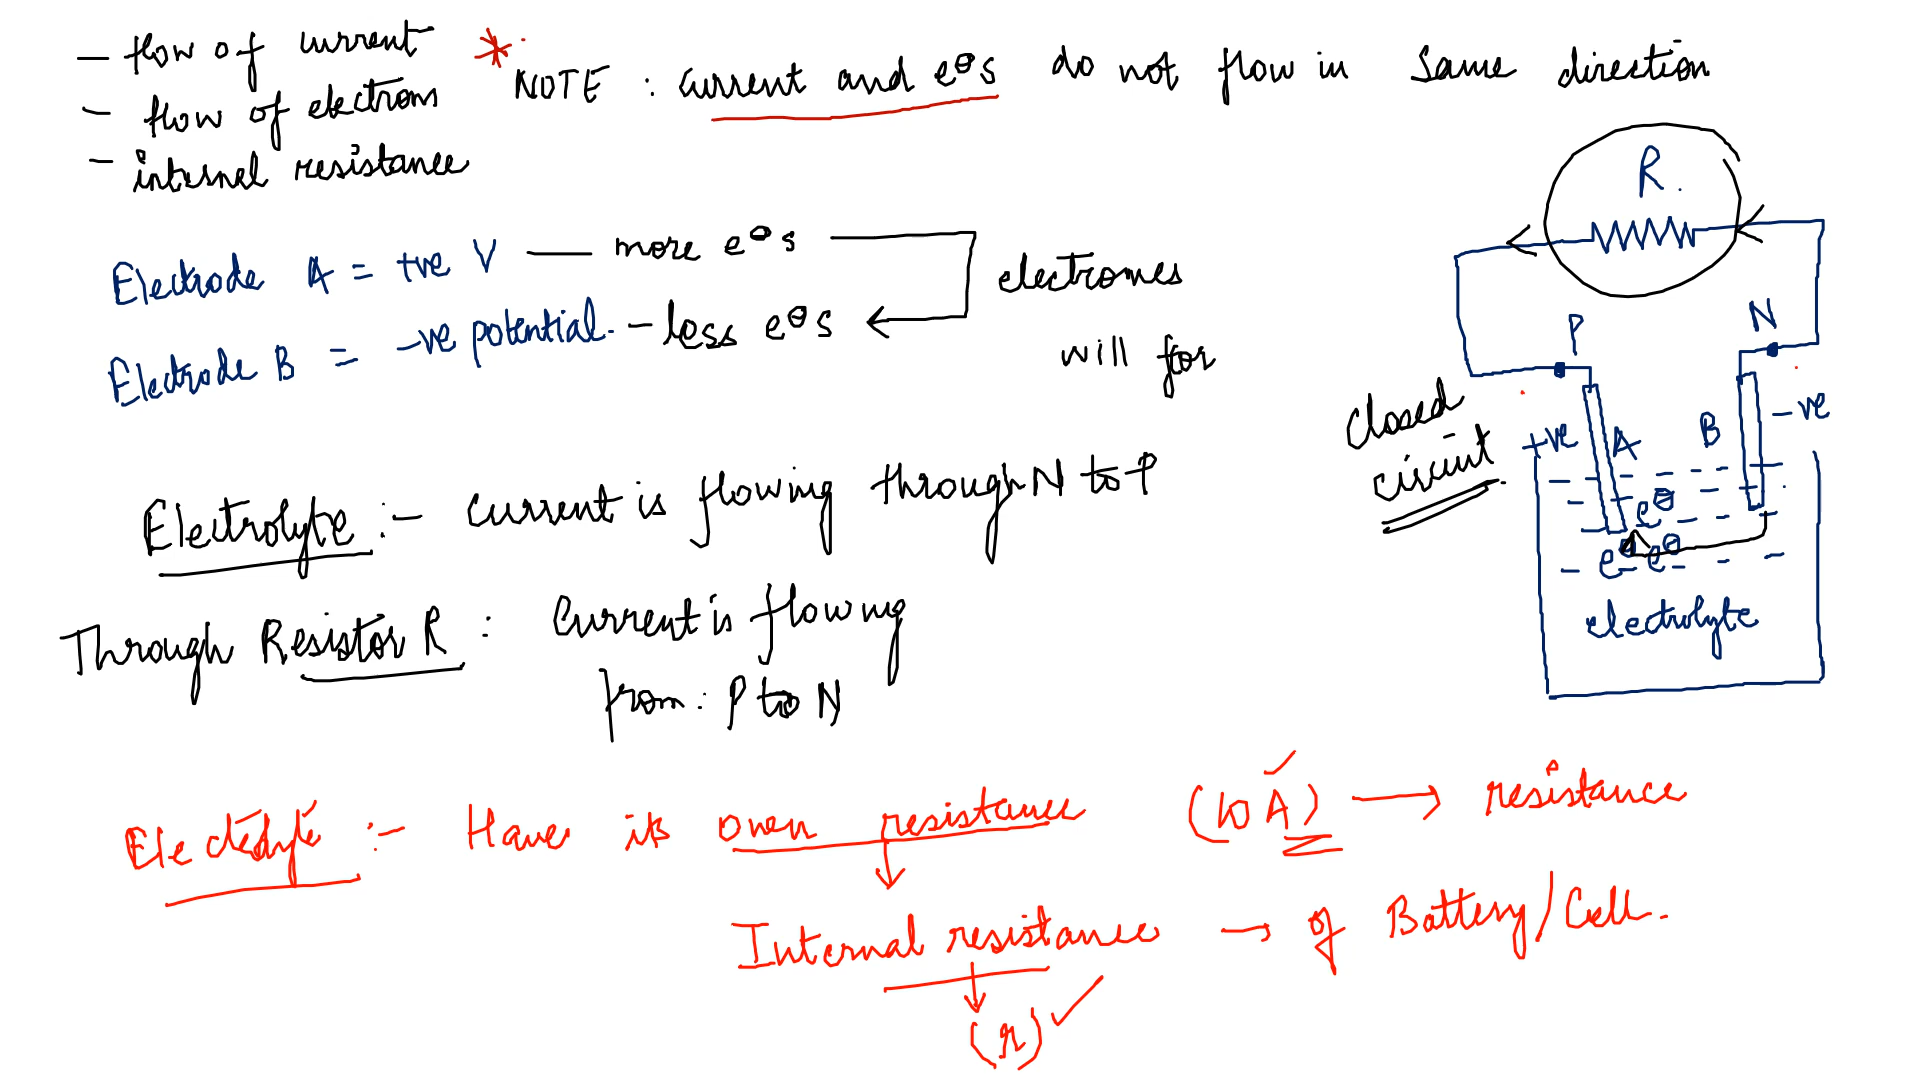 – flow of current
– flow of electrons
– internal resistance
* NOTE : current and e⊖s do not flow in same direction
Electrode A = +ve V — more e⊖s
Electrode B = -ve potential. - less e⊖s
electrones
will for
Electrolyte :- Current is flowing through N to P
Through Resistor R : Current is flowing
from : P to N
R.
P
N
closed
circuit.
+ve
A
B
-ve
e⊖
e⊖ e⊖
electrolyte
:- Have its own resistance (10 A) → resistance
Internal resistance → of Battery/Cell.
(r)